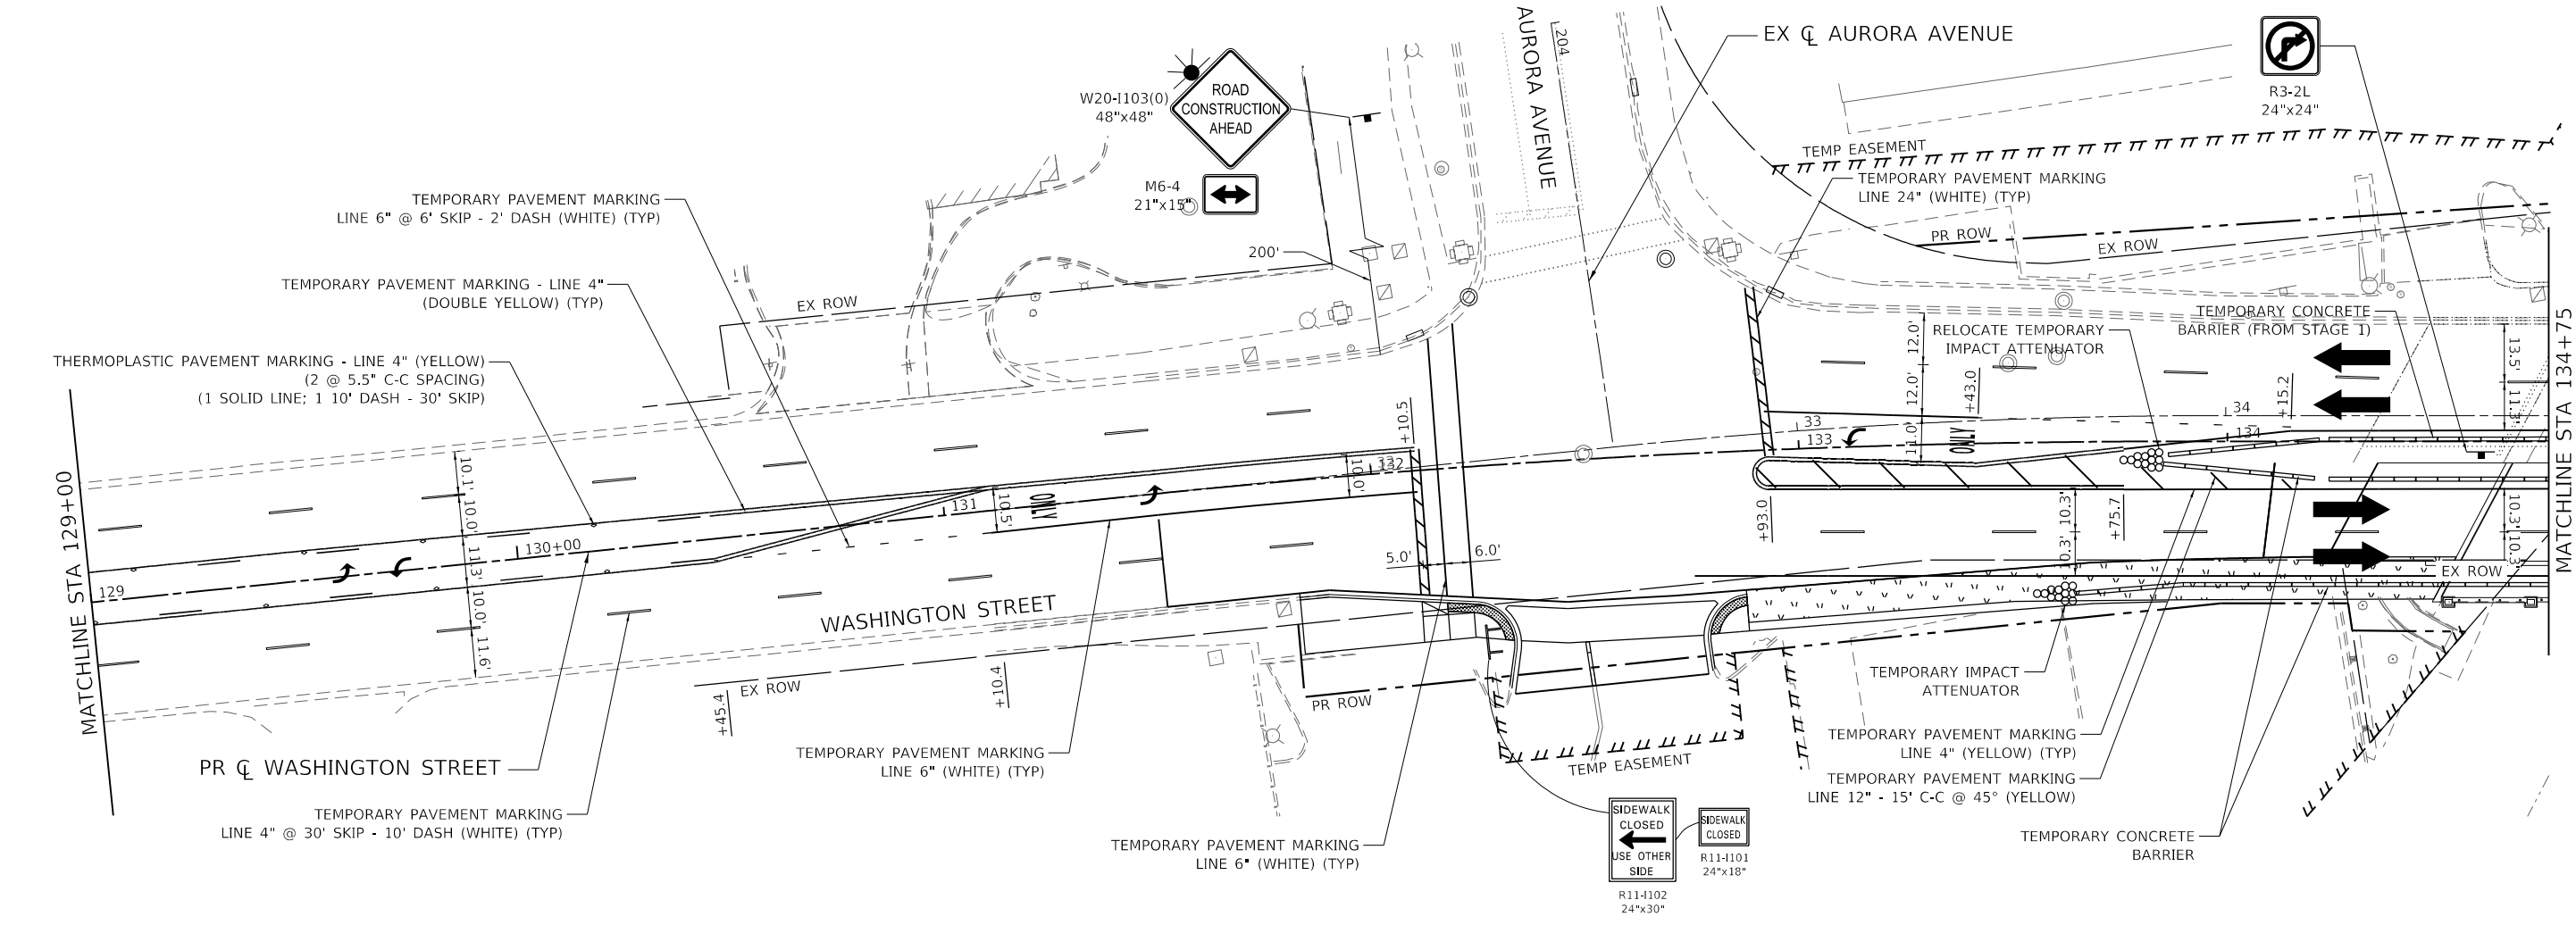 AURORA AVENUE
204
EX ℄ AURORA AVENUE
R3-2L
24"x24"
W20-I103(0)
48"x48"
ROAD
CONSTRUCTION
AHEAD
M6-4
21"x15"
TEMP EASEMENT
TEMPORARY PAVEMENT MARKING
LINE 24" (WHITE) (TYP)
TEMPORARY PAVEMENT MARKING
LINE 6" @ 6' SKIP - 2' DASH (WHITE) (TYP)
PR ROW
EX ROW
200'
TEMPORARY PAVEMENT MARKING - LINE 4"
(DOUBLE YELLOW) (TYP)
EX ROW
TEMPORARY CONCRETE
BARRIER (FROM STAGE 1)
RELOCATE TEMPORARY
IMPACT ATTENUATOR
THERMOPLASTIC PAVEMENT MARKING - LINE 4" (YELLOW)
(2 @ 5.5" C-C SPACING)
(1 SOLID LINE; 1 10' DASH - 30' SKIP)
12.0'
12.0'
11.0'
+43.0
+15.2
13.5'
11.3'
MATCHLINE STA 134+75
+10.5
33
133
34
134
ONLY
10.1'
10.0'
11.3'
10.0'
11.6'
10.0'
132
131
10.5'
ONLY
130+00
129
MATCHLINE STA 129+00
+93.0
10.3'
10.3'
+75.7
10.3'
10.3'
5.0'
6.0'
EX ROW
WASHINGTON STREET
+45.4
EX ROW
+10.4
PR ROW
TEMPORARY IMPACT
ATTENUATOR
TEMP EASEMENT
PR ℄ WASHINGTON STREET
TEMPORARY PAVEMENT MARKING
LINE 6" (WHITE) (TYP)
TEMPORARY PAVEMENT MARKING
LINE 4" (YELLOW) (TYP)
TEMPORARY PAVEMENT MARKING
LINE 12" - 15' C-C @ 45° (YELLOW)
TEMPORARY PAVEMENT MARKING
LINE 4" @ 30' SKIP - 10' DASH (WHITE) (TYP)
TEMPORARY PAVEMENT MARKING
LINE 6" (WHITE) (TYP)
SIDEWALK
CLOSED
USE OTHER
SIDE
R11-I102
24"x30"
SIDEWALK
CLOSED
R11-I101
24"x18"
TEMPORARY CONCRETE
BARRIER